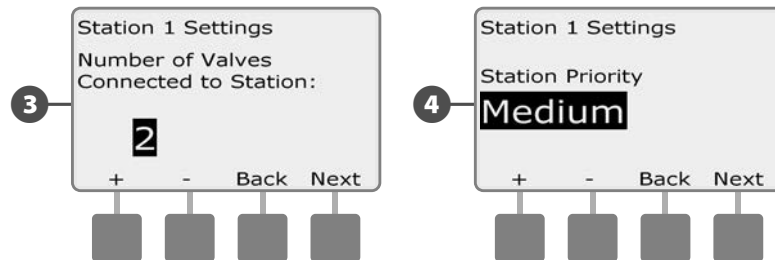 3
Station 1 Settings
Number of Valves
Connected to Station:
2
+ - Back Next
4
Station 1 Settings
Station Priority
Medium
+ - Back Next